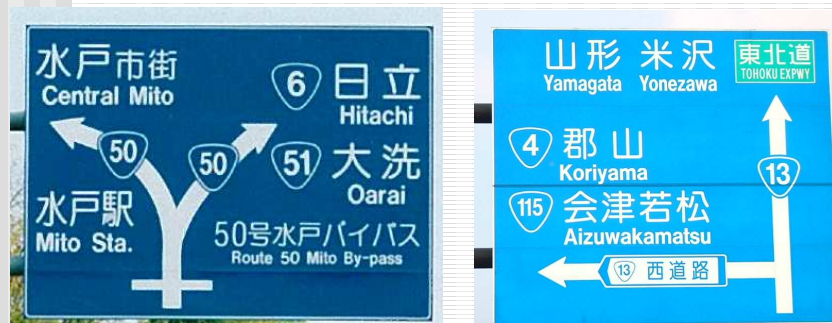 水戸市街
Central Mito
6 日立
Hitachi
50
50
51 大洗
Oarai
水戸駅
Mito Sta.
50号水戸バイパス
Route 50 Mito By-pass
山形 米沢
Yamagata Yonezawa
東北道
TOHOKU EXPWY
4 郡山
Koriyama
13
115 会津若松
Aizuwakamatsu
13 西道路